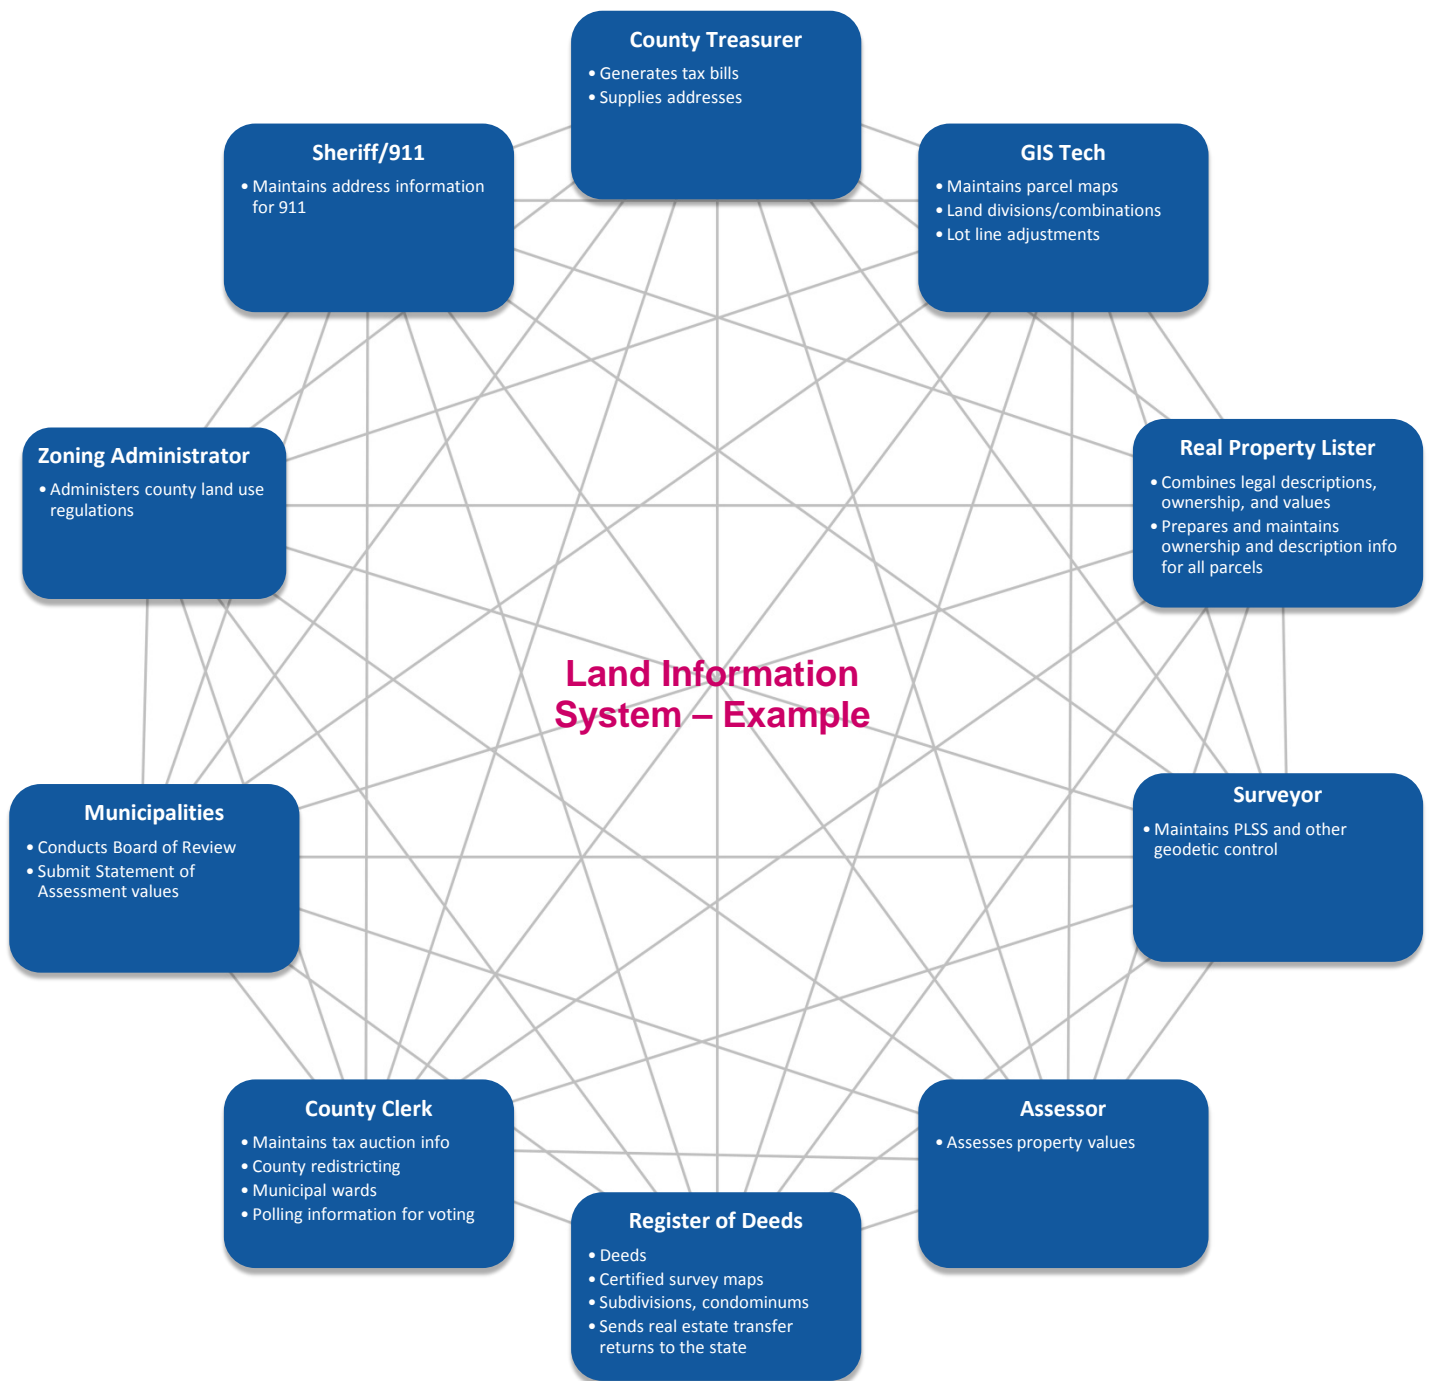 County Treasurer
• Generates tax bills
• Supplies addresses
Sheriff/911
• Maintains address information
for 911
GIS Tech
• Maintains parcel maps
• Land divisions/combinations
• Lot line adjustments
Zoning Administrator
• Administers county land use
regulations
Real Property Lister
• Combines legal descriptions,
ownership, and values
• Prepares and maintains
ownership and description info
for all parcels
Land Information
System – Example
Municipalities
• Conducts Board of Review
• Submit Statement of
Assessment values
Surveyor
• Maintains PLSS and other
geodetic control
County Clerk
• Maintains tax auction info
• County redistricting
• Municipal wards
• Polling information for voting
Assessor
• Assesses property values
Register of Deeds
• Deeds
• Certified survey maps
• Subdivisions, condominums
• Sends real estate transfer
returns to the state